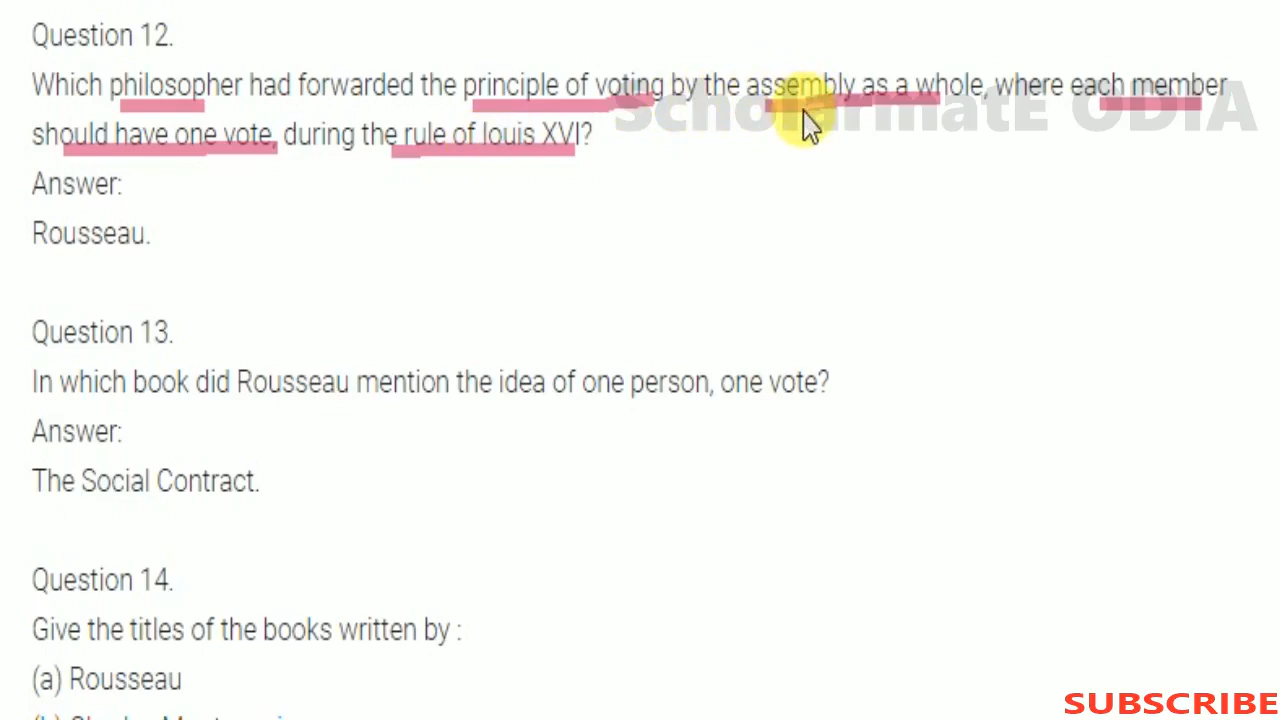 Question 12.
Which philosopher had forwarded the principle of voting by the assembly as a whole, where each member
ScholarmatE ODIA
should have one vote, during the rule of louis XVI?
Answer:
Rousseau.
Question 13.
In which book did Rousseau mention the idea of one person, one vote?
Answer:
The Social Contract.
Question 14.
Give the titles of the books written by :
(a) Rousseau
SUBSCRIBE